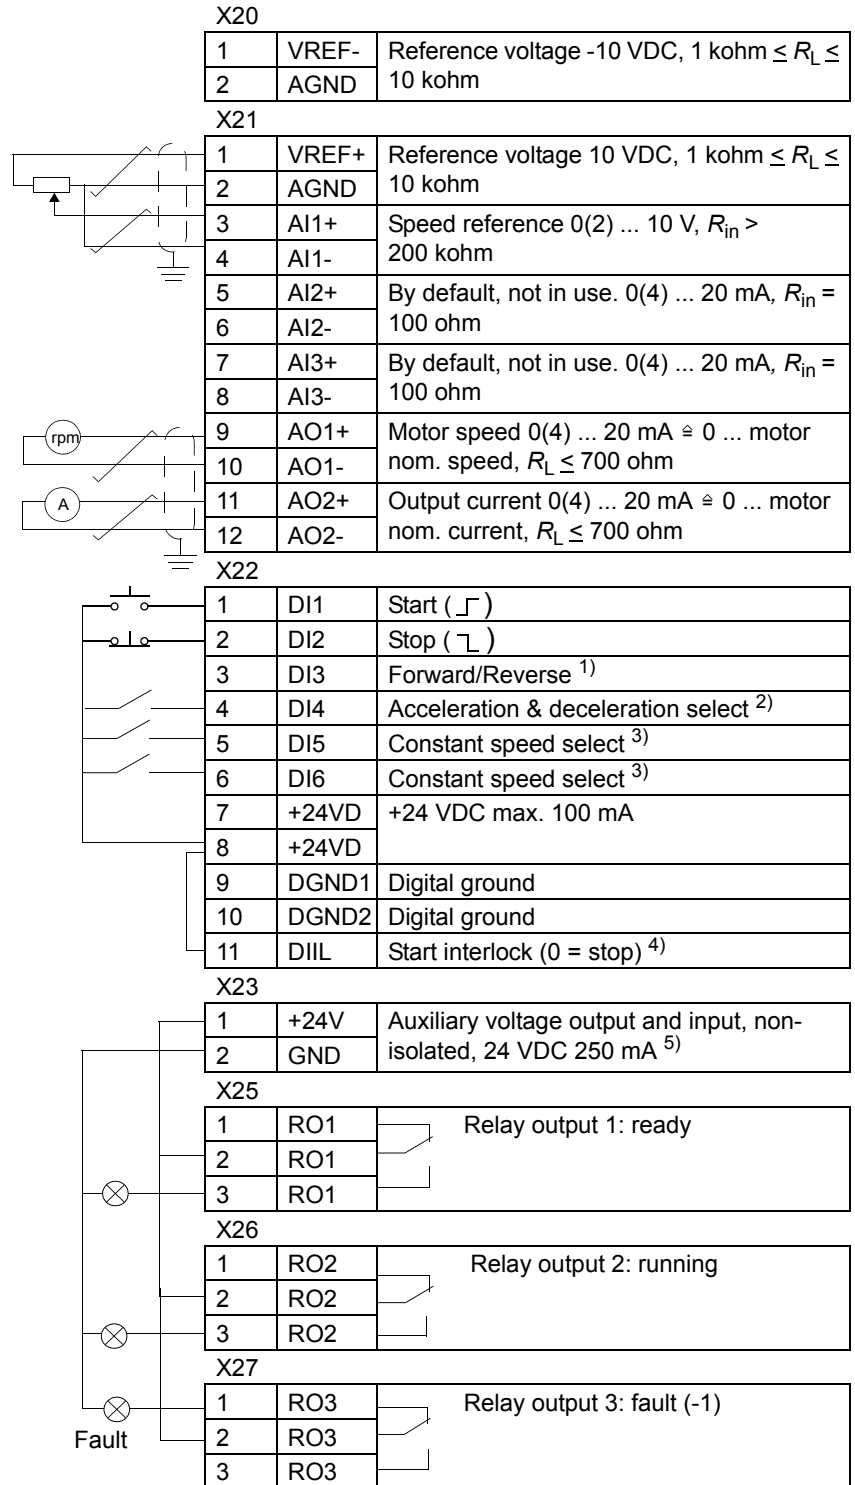 X20
1 VREF- Reference voltage -10 VDC, 1 kohm ≤ R_L ≤
2 AGND 10 kohm
X21
1 VREF+ Reference voltage 10 VDC, 1 kohm ≤ R_L ≤
2 AGND 10 kohm
3 AI1+ Speed reference 0(2) ... 10 V, R_in >
4 AI1- 200 kohm
5 AI2+ By default, not in use. 0(4) ... 20 mA, R_in =
6 AI2- 100 ohm
7 AI3+ By default, not in use. 0(4) ... 20 mA, R_in =
8 AI3- 100 ohm
rpm 9 AO1+ Motor speed 0(4) ... 20 mA ≙ 0 ... motor
10 AO1- nom. speed, R_L ≤ 700 ohm
A 11 AO2+ Output current 0(4) ... 20 mA ≙ 0 ... motor
12 AO2- nom. current, R_L ≤ 700 ohm
X22
1 DI1 Start ( )
2 DI2 Stop ( )
3 DI3 Forward/Reverse 1)
4 DI4 Acceleration & deceleration select 2)
5 DI5 Constant speed select 3)
6 DI6 Constant speed select 3)
7 +24VD +24 VDC max. 100 mA
8 +24VD
9 DGND1 Digital ground
10 DGND2 Digital ground
11 DIIL Start interlock (0 = stop) 4)
X23
1 +24V Auxiliary voltage output and input, non-
2 GND isolated, 24 VDC 250 mA 5)
X25
1 RO1 Relay output 1: ready
2 RO1
3 RO1
X26
1 RO2 Relay output 2: running
2 RO2
3 RO2
X27
1 RO3 Relay output 3: fault (-1)
Fault 2 RO3
3 RO3